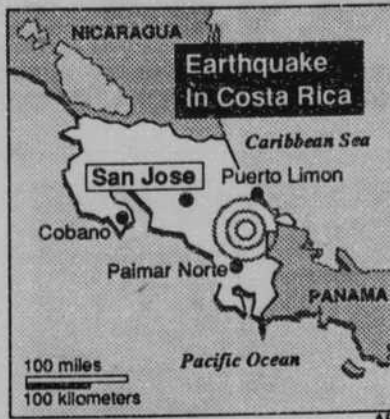 NICARAGUA
Earthquake
In Costa Rica
Caribbean Sea
San Jose
Puerto Limon
Cobano
Palmar Norte
PANAMA
100 miles
100 kilometers
Pacific Ocean